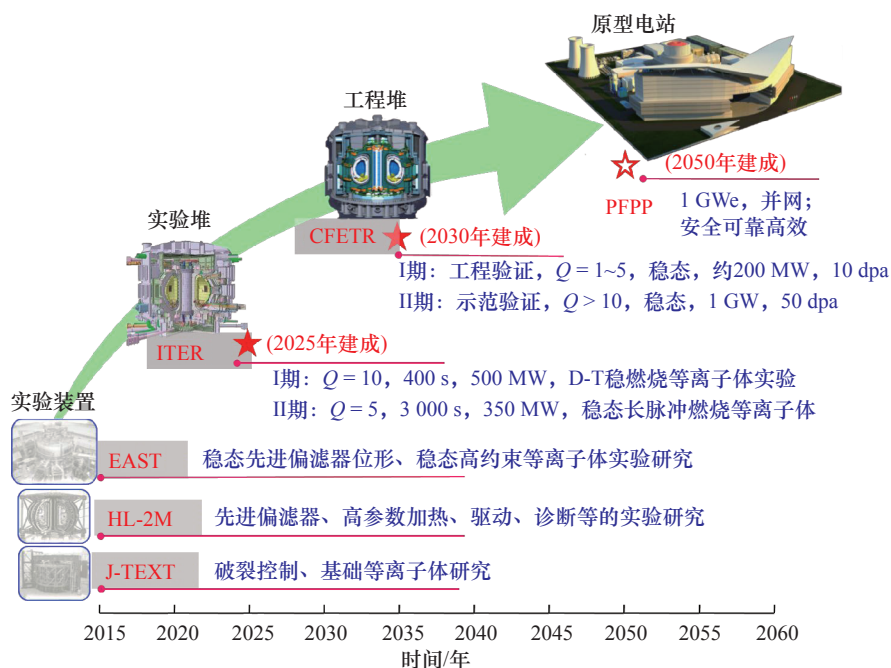 原型电站
工程堆
(2050年建成)
PFPP
1 GWe，并网；
安全可靠高效
实验堆
CFETR
(2030年建成)
I期：工程验证，Q = 1~5，稳态，约200 MW，10 dpa
II期：示范验证，Q > 10，稳态，1 GW，50 dpa
ITER
(2025年建成)
I期：Q = 10，400 s，500 MW，D-T稳燃烧等离子体实验
II期：Q = 5，3 000 s，350 MW，稳态长脉冲燃烧等离子体
实验装置
EAST
稳态先进偏滤器位形、稳态高约束等离子体实验研究
HL-2M
先进偏滤器、高参数加热、驱动、诊断等的实验研究
J-TEXT
破裂控制、基础等离子体研究
2015 2020 2025 2030 2035 2040 2045 2050 2055 2060
时间/年